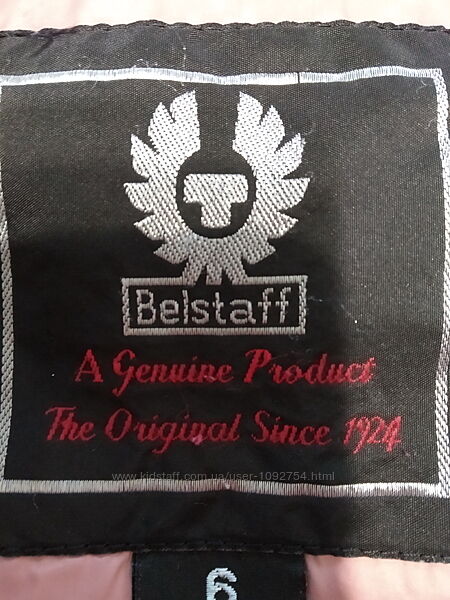 Belstaff
A Genuine Product
The Original Since 1924
www.kidstaff.com.ua/user-1092754.html
6